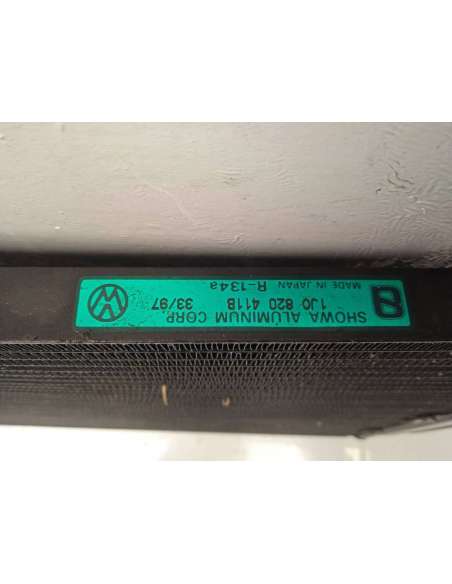 SHOWA ALUMINUM CORP.
1J0 820 411B 33/97
MADE IN JAPAN R-134a